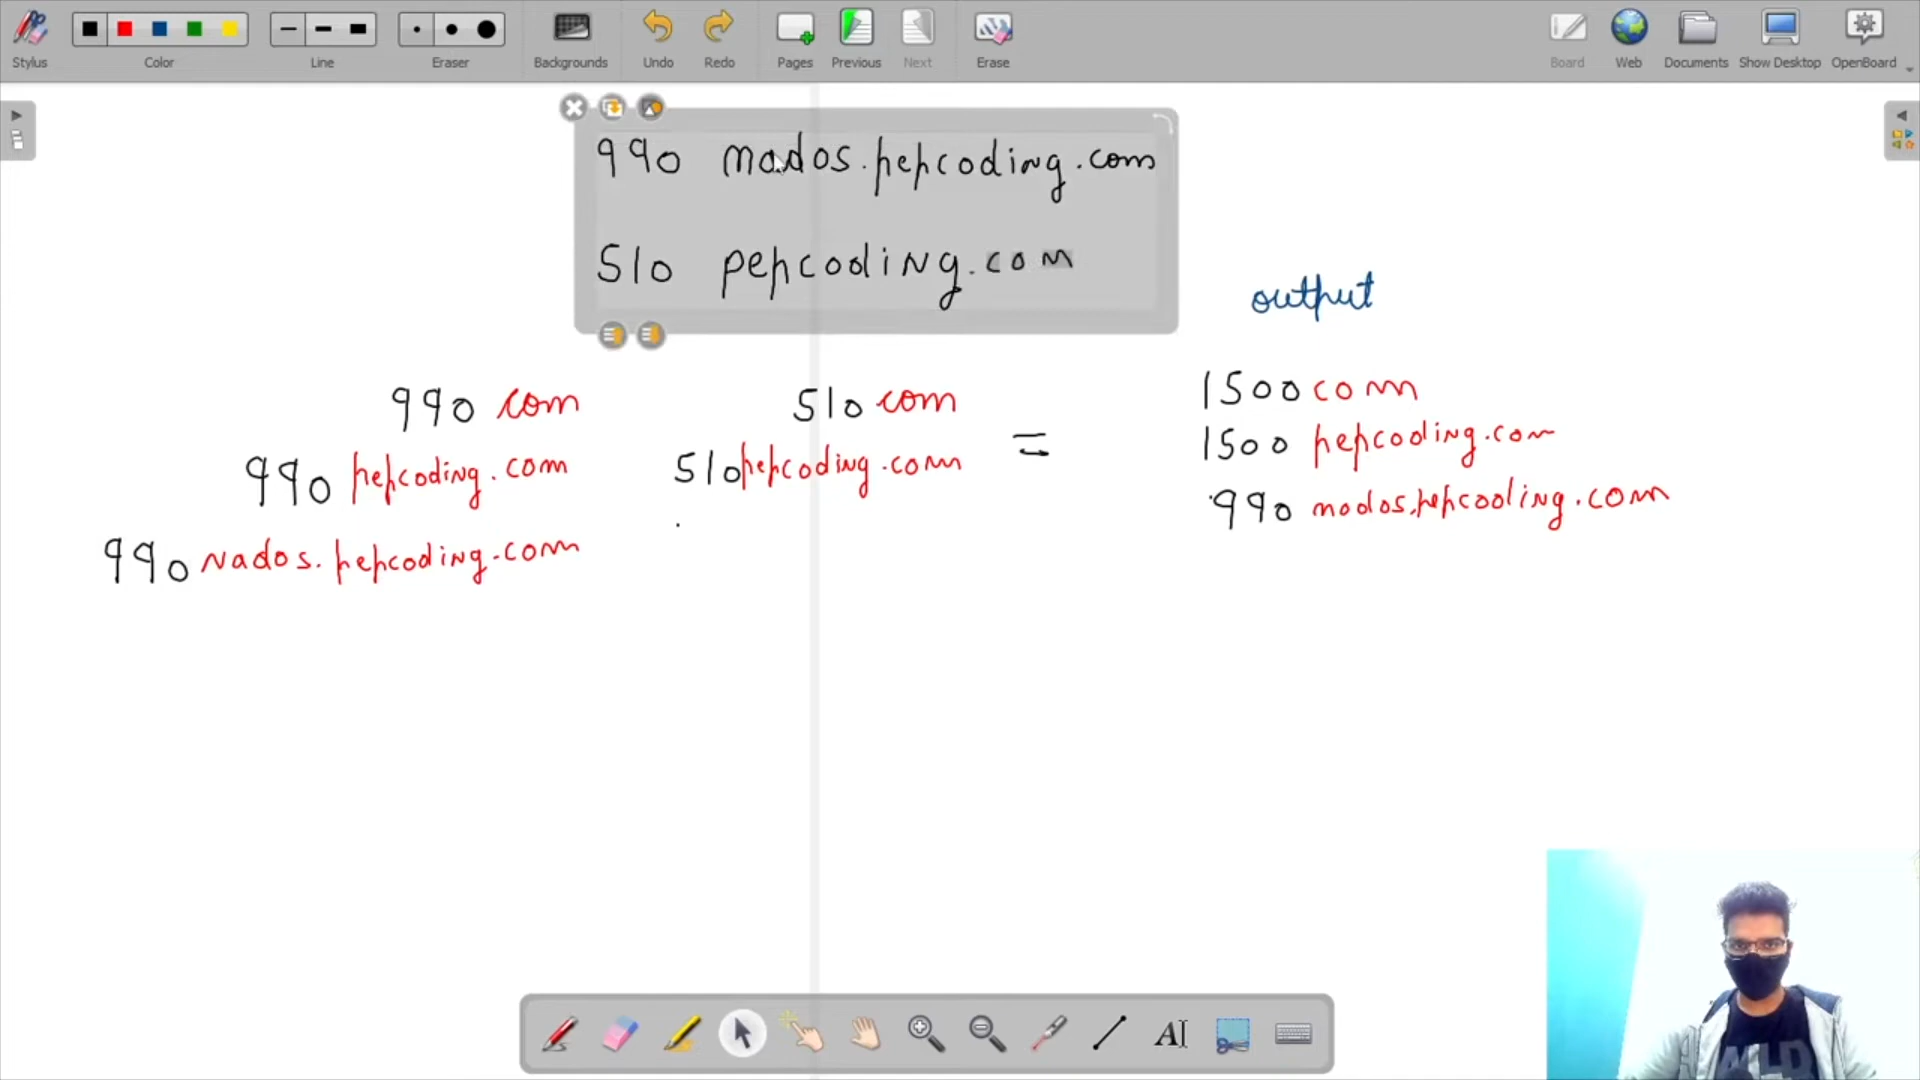 Stylus
Color
Line
Eraser
Backgrounds
Undo
Redo
Pages
Previous
Next
Erase
Board
Web
Documents
Show Desktop
OpenBoard
990 nados.pepcoding.com
510 pepcoding.com
output
990 com
510 com
=
1500 com
990 pepcoding.com
510 pepcoding.com
1500 pepcoding.com
990 nados.pepcoding.com
990 nados.pepcoding.com